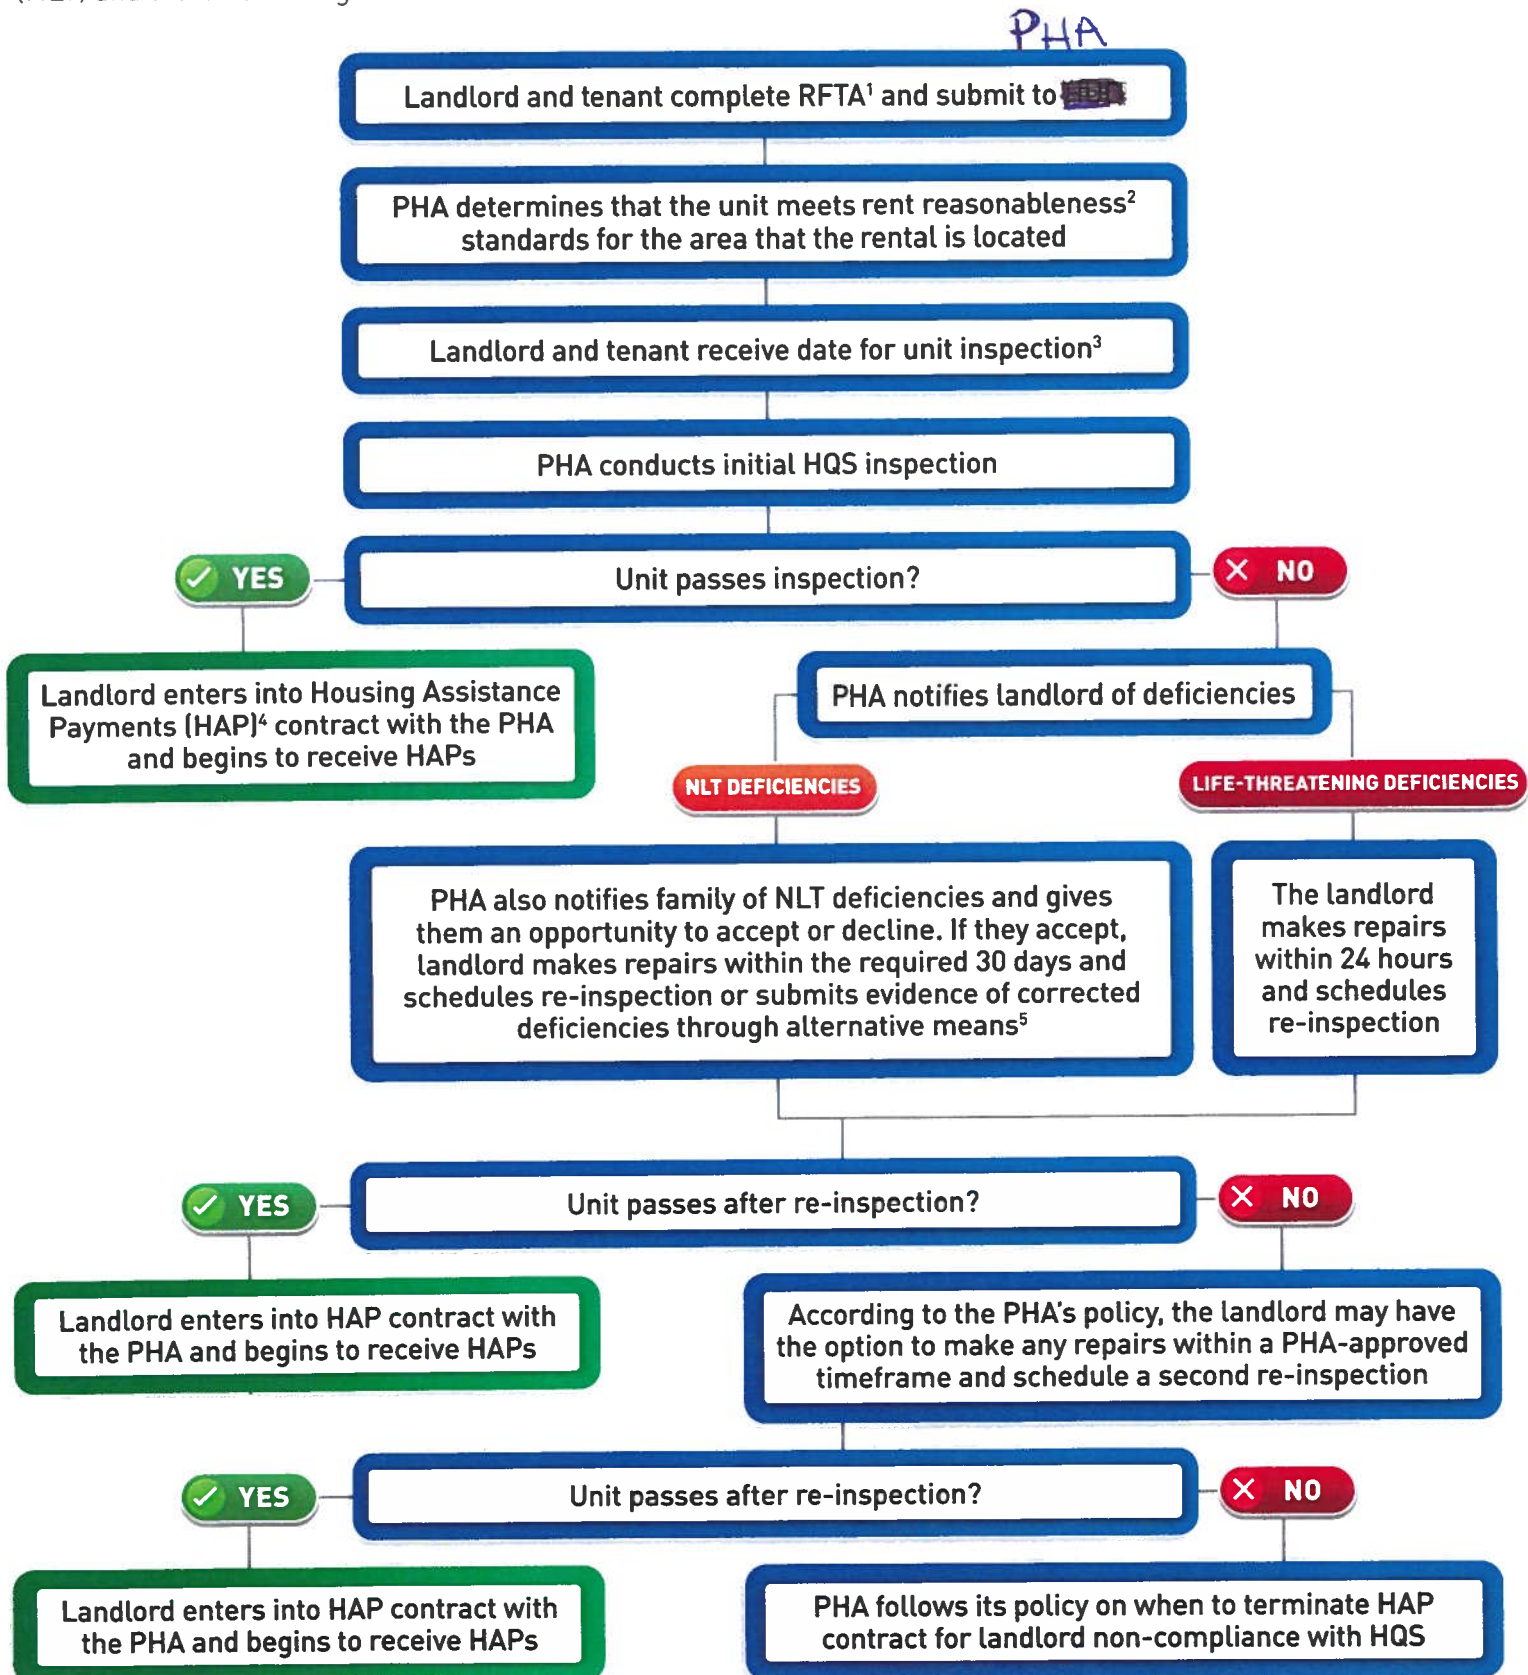 PHA
Landlord and tenant complete RFTA¹ and submit to
PHA determines that the unit meets rent reasonableness²
standards for the area that the rental is located
Landlord and tenant receive date for unit inspection³
PHA conducts initial HQS inspection
YES
Unit passes inspection?
NO
Landlord enters into Housing Assistance
Payments (HAP)⁴ contract with the PHA
and begins to receive HAPs
PHA notifies landlord of deficiencies
NLT DEFICIENCIES
LIFE-THREATENING DEFICIENCIES
PHA also notifies family of NLT deficiencies and gives
them an opportunity to accept or decline. If they accept,
landlord makes repairs within the required 30 days and
schedules re-inspection or submits evidence of corrected
deficiencies through alternative means⁵
The landlord
makes repairs
within 24 hours
and schedules
re-inspection
YES
Unit passes after re-inspection?
NO
Landlord enters into HAP contract with
the PHA and begins to receive HAPs
According to the PHA's policy, the landlord may have
the option to make any repairs within a PHA-approved
timeframe and schedule a second re-inspection
YES
Unit passes after re-inspection?
NO
Landlord enters into HAP contract with
the PHA and begins to receive HAPs
PHA follows its policy on when to terminate HAP
contract for landlord non-compliance with HQS